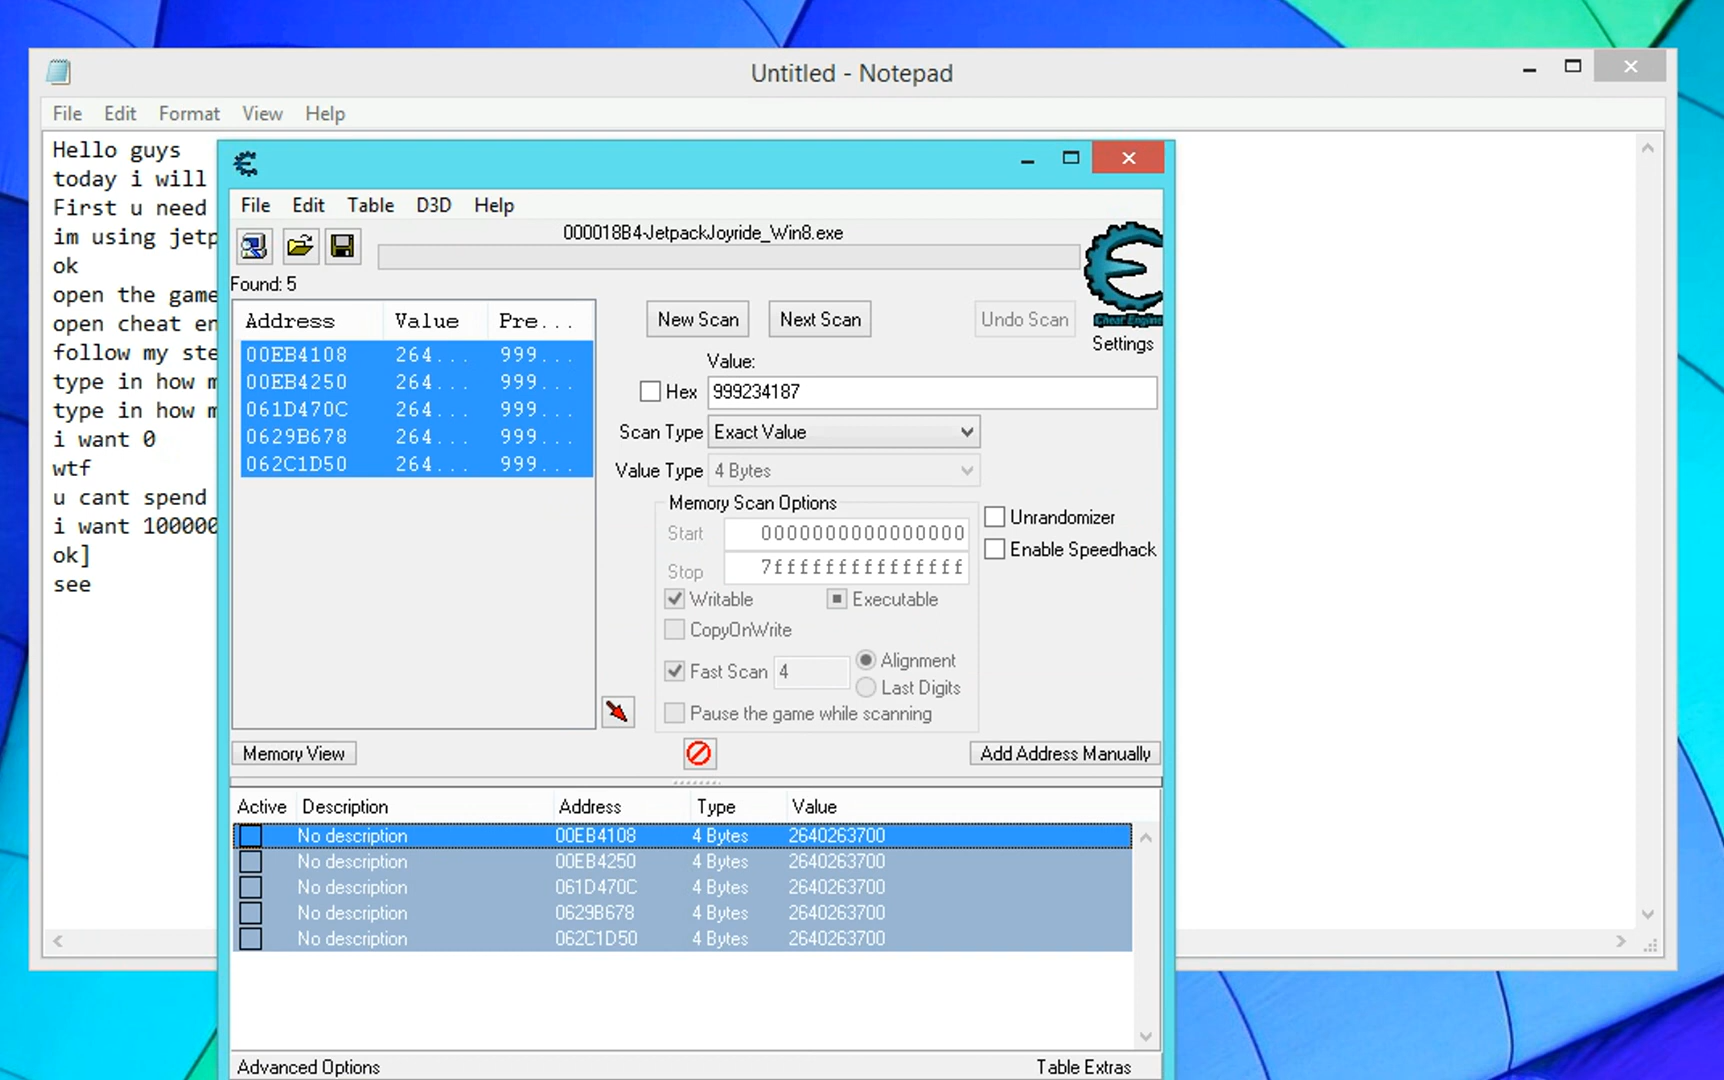 Untitled - Notepad
File Edit Format View Help
Hello guys
today i will
First u need
im using jetp
ok
open the game
open cheat en
follow my ste
type in how m
type in how m
i want 0
wtf
u cant spend
i want 100000
ok]
see
File Edit Table D3D Help
000018B4-JetpackJoyride_Win8.exe
Found: 5
Address Value Pre...
00EB4108 264... 999...
00EB4250 264... 999...
061D470C 264... 999...
0629B678 264... 999...
062C1D50 264... 999...
New Scan Next Scan Undo Scan
Cheat Engine
Settings
Value:
Hex 999234187
Scan Type Exact Value
Value Type 4 Bytes
Memory Scan Options
Start 0000000000000000
Stop 7fffffffffffffff
Unrandomizer
Enable Speedhack
Writable Executable
CopyOnWrite
Fast Scan 4 Alignment
Last Digits
Pause the game while scanning
Memory View Add Address Manually
Active Description Address Type Value
No description 00EB4108 4 Bytes 2640263700
No description 00EB4250 4 Bytes 2640263700
No description 061D470C 4 Bytes 2640263700
No description 0629B678 4 Bytes 2640263700
No description 062C1D50 4 Bytes 2640263700
Advanced Options Table Extras